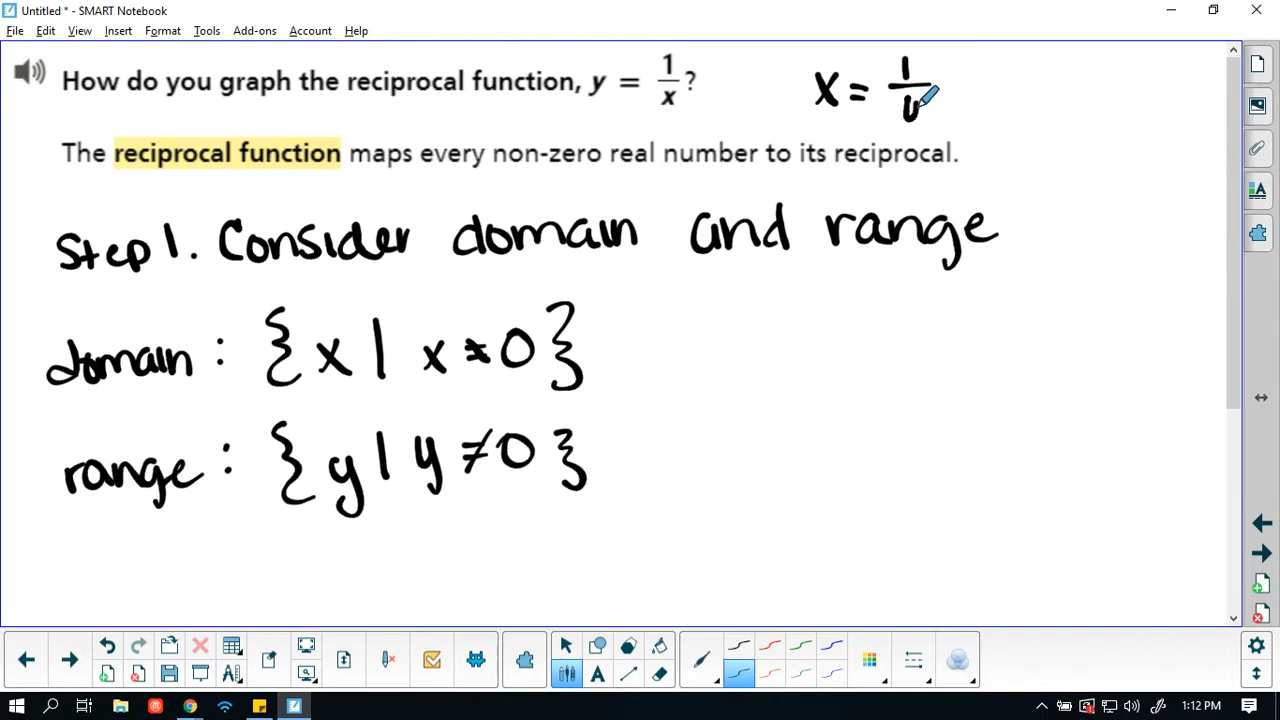 Untitled * - SMART Notebook
File Edit View Insert Format Tools Add-ons Account Help
How do you graph the reciprocal function, y = 1/x ?
x = 1/
The reciprocal function maps every non-zero real number to its reciprocal.
Step 1. Consider domain and range
domain : { x | x ≠ 0 }
range : { y | y ≠ 0 }
1:12 PM